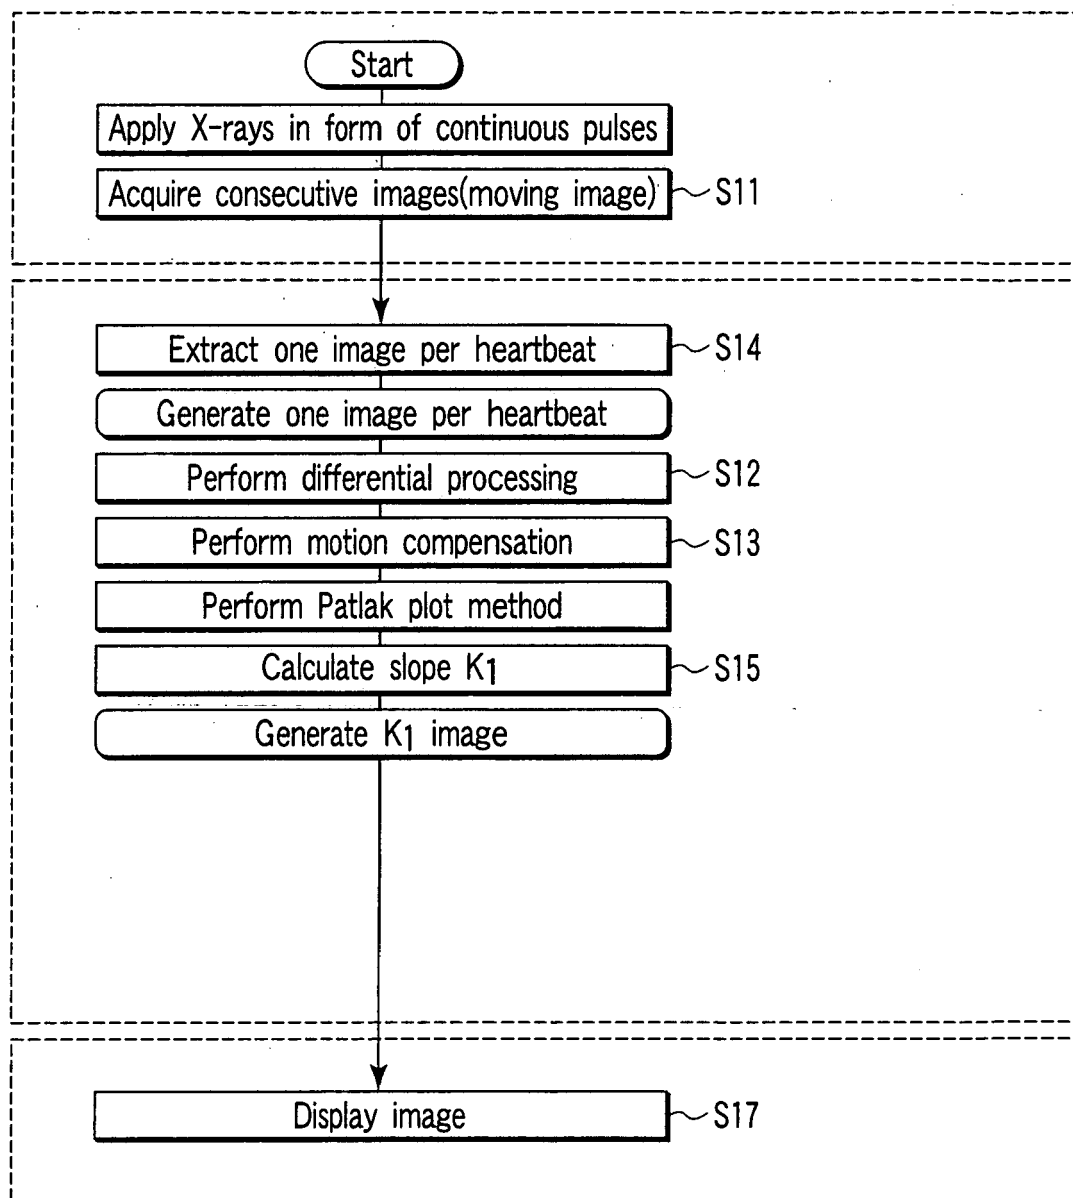 Start
Apply X-rays in form of continuous pulses
Acquire consecutive images(moving image) S11
Extract one image per heartbeat S14
Generate one image per heartbeat
Perform differential processing S12
Perform motion compensation S13
Perform Patlak plot method
Calculate slope K1 S15
Generate K1 image
Display image S17